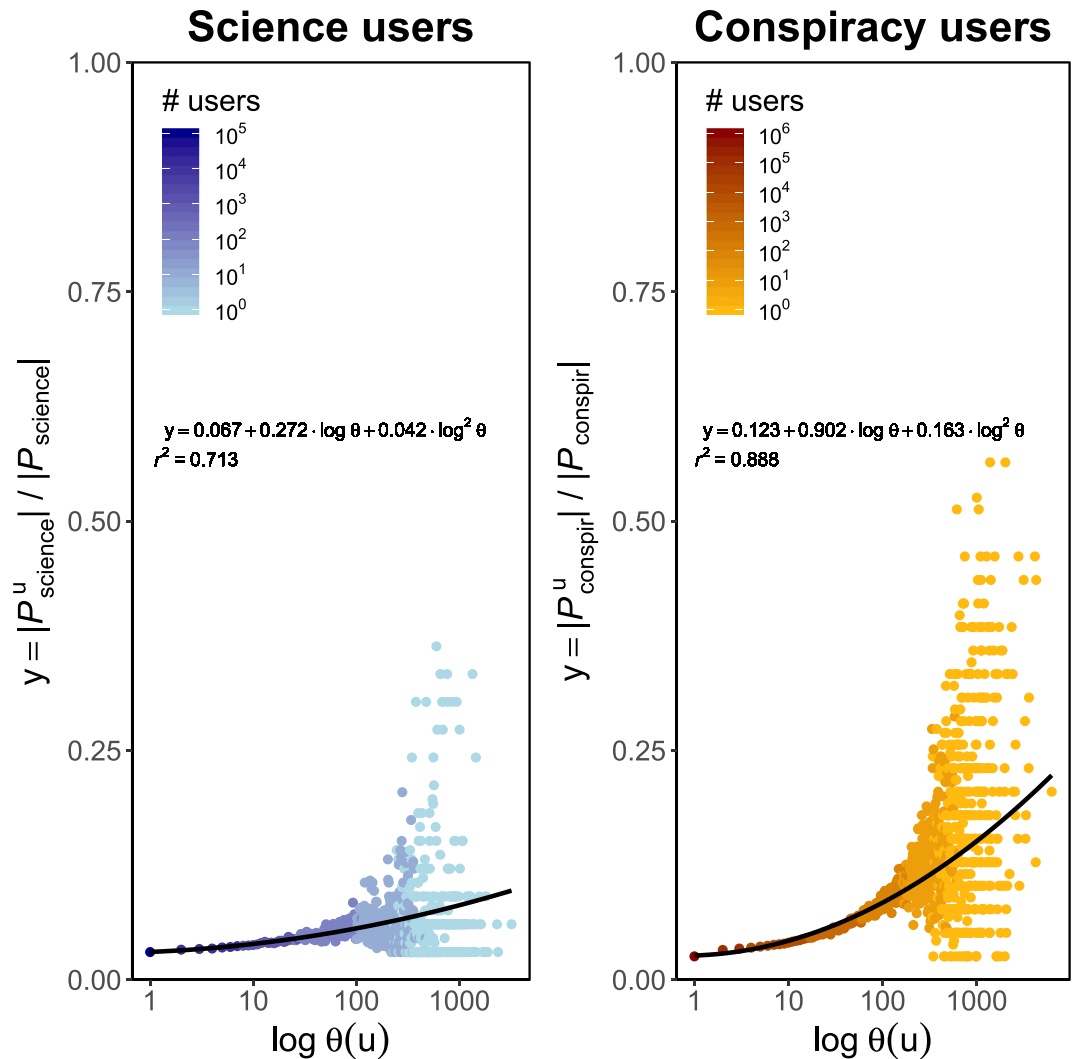 Science users
Conspiracy users
1.00
0.75
0.50
0.25
0.00
y = |P^u_science| / |P_science|
# users
10^5
10^4
10^3
10^2
10^1
10^0
y = 0.067 + 0.272 · log θ + 0.042 · log² θ
r² = 0.713
1
10
100
1000
log θ(u)
1.00
0.75
0.50
0.25
0.00
y = |P^u_conspir| / |P_conspir|
# users
10^6
10^5
10^4
10^3
10^2
10^1
10^0
y = 0.123 + 0.902 · log θ + 0.163 · log² θ
r² = 0.888
1
10
100
1000
log θ(u)